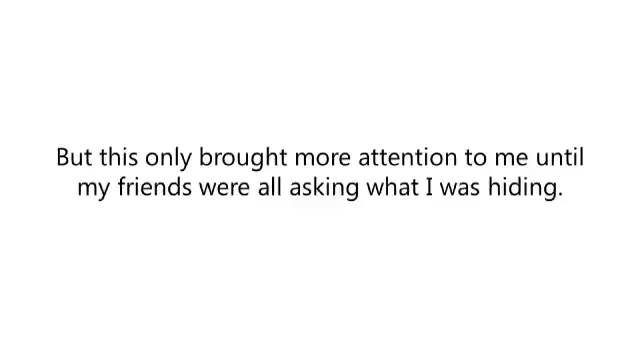 But this only brought more attention to me until
my friends were all asking what I was hiding.